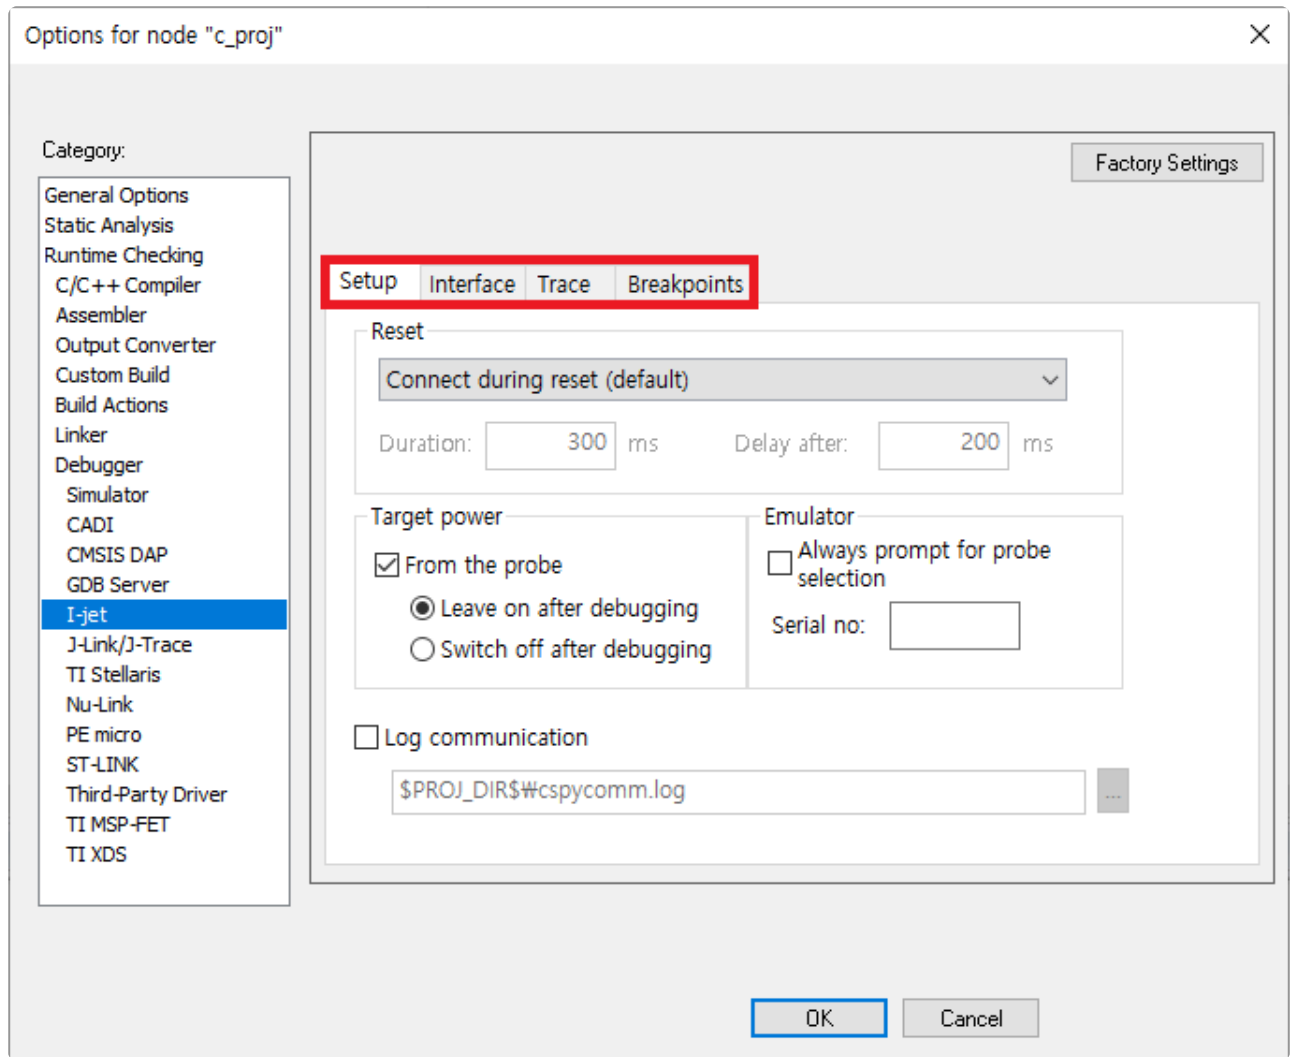 Options for node "c_proj"
Category:
Factory Settings
General Options
Static Analysis
Runtime Checking
C/C++ Compiler
Assembler
Output Converter
Custom Build
Build Actions
Linker
Debugger
Simulator
CADI
CMSIS DAP
GDB Server
I-jet
J-Link/J-Trace
TI Stellaris
Nu-Link
PE micro
ST-LINK
Third-Party Driver
TI MSP-FET
TI XDS
Setup Interface Trace Breakpoints
Reset
Connect during reset (default)
Duration: 300 ms Delay after: 200 ms
Target power
From the probe
Leave on after debugging
Switch off after debugging
Emulator
Always prompt for probe
selection
Serial no:
Log communication
$PROJ_DIR$₩cspycomm.log
...
OK Cancel